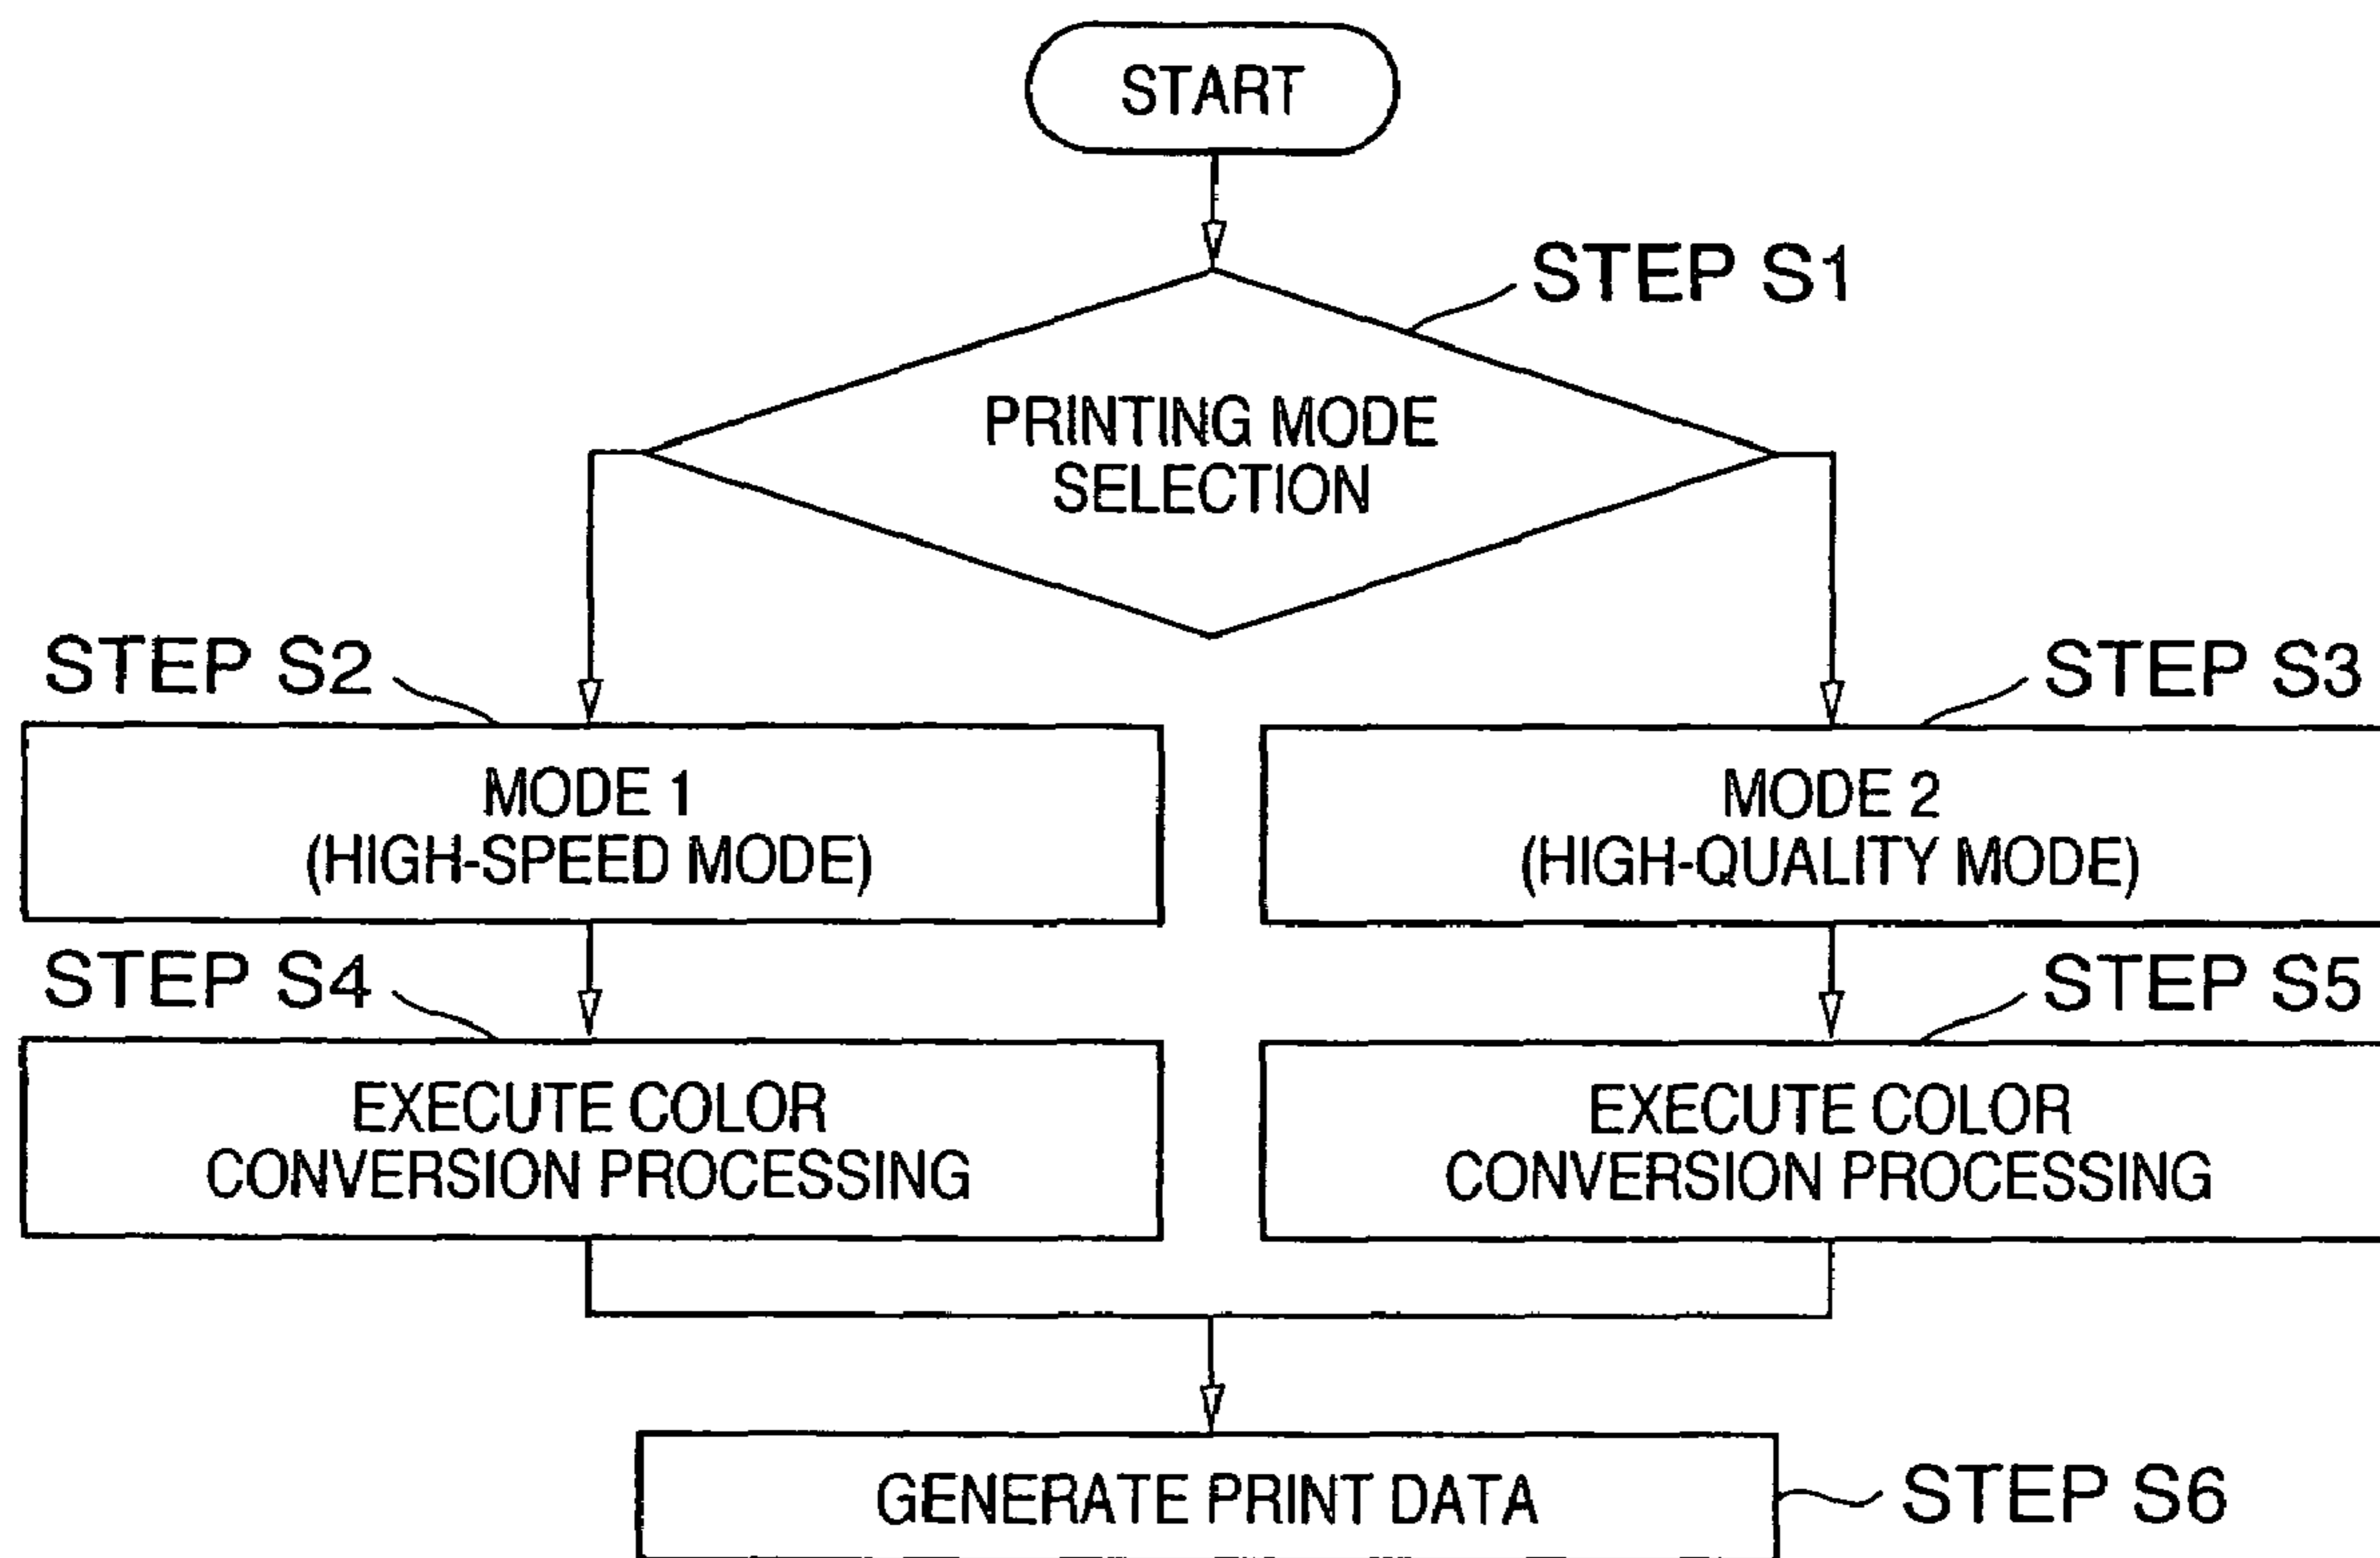 START
STEP S1
PRINTING MODE
SELECTION
STEP S2
STEP S3
MODE 1
(HIGH-SPEED MODE)
MODE 2
(HIGH-QUALITY MODE)
STEP S4
STEP S5
EXECUTE COLOR
CONVERSION PROCESSING
EXECUTE COLOR
CONVERSION PROCESSING
GENERATE PRINT DATA
STEP S6